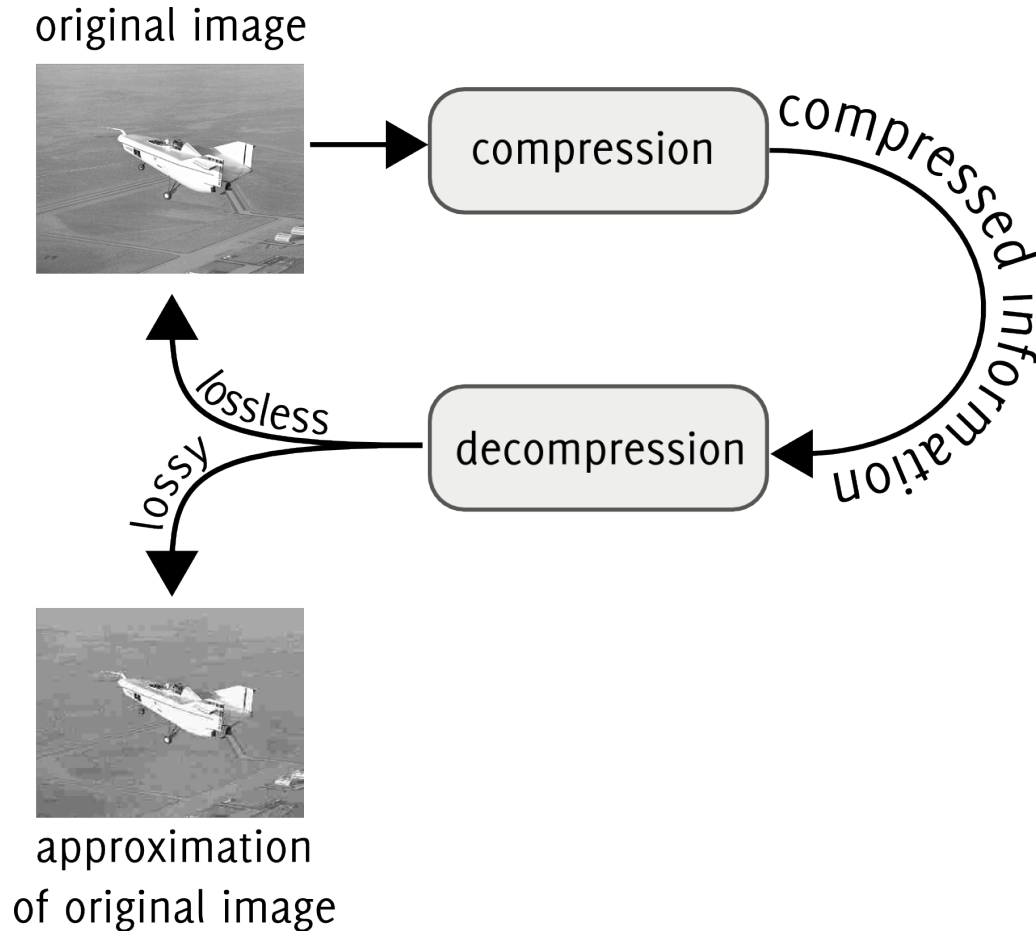 original image
compression
compressed information
decompression
lossless
lossy
approximation
of original image